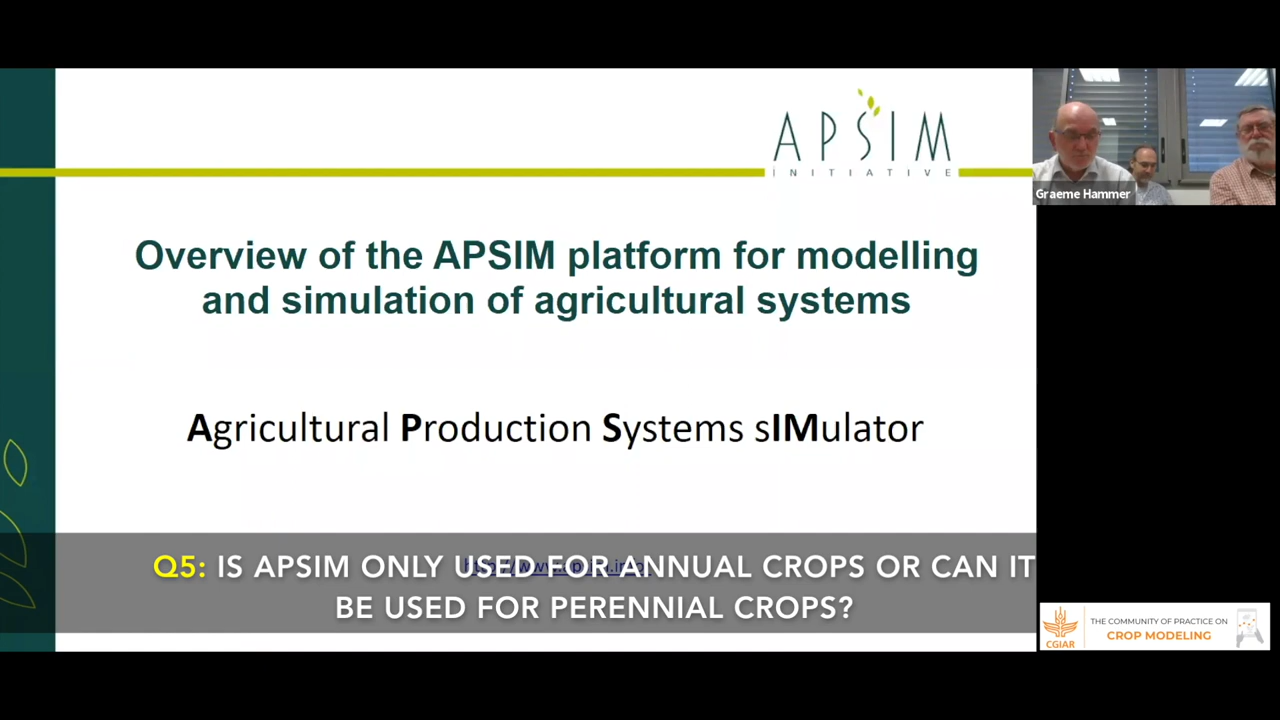 APSIM
INITIATIVE
Graeme Hammer
Overview of the APSIM platform for modelling
and simulation of agricultural systems
Agricultural Production Systems sIMulator
Q5: IS APSIM ONLY USED FOR ANNUAL CROPS OR CAN IT
BE USED FOR PERENNIAL CROPS?
CGIAR
THE COMMUNITY OF PRACTICE ON
CROP MODELING